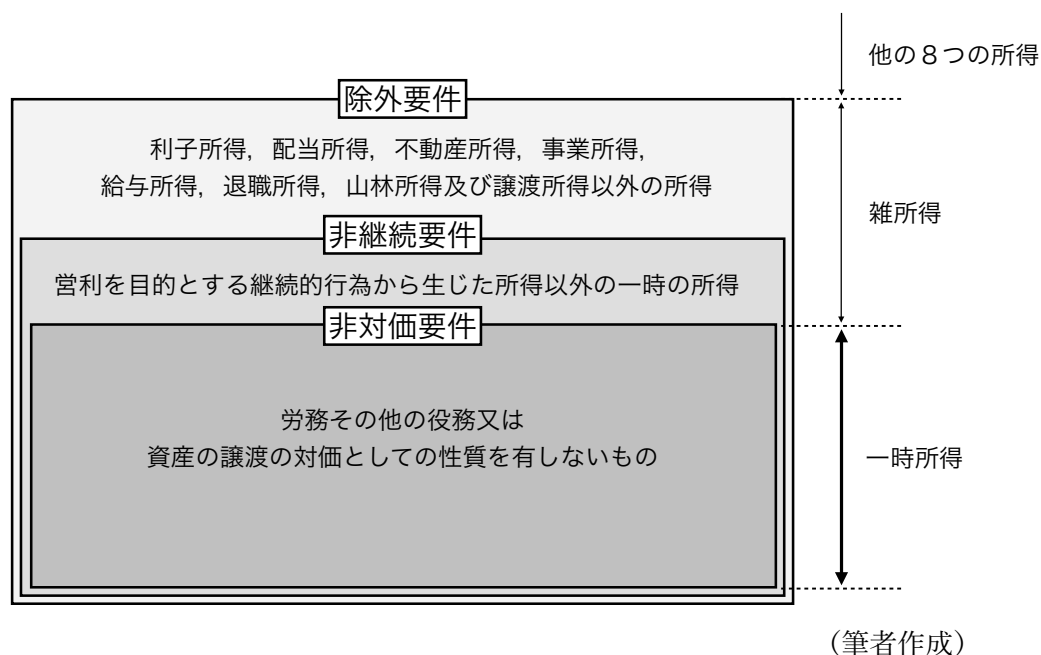 他の８つの所得
除外要件
利子所得，配当所得，不動産所得，事業所得，
給与所得，退職所得，山林所得及び譲渡所得以外の所得
雑所得
非継続要件
営利を目的とする継続的行為から生じた所得以外の一時の所得
非対価要件
労務その他の役務又は
資産の譲渡の対価としての性質を有しないもの
一時所得
（筆者作成）